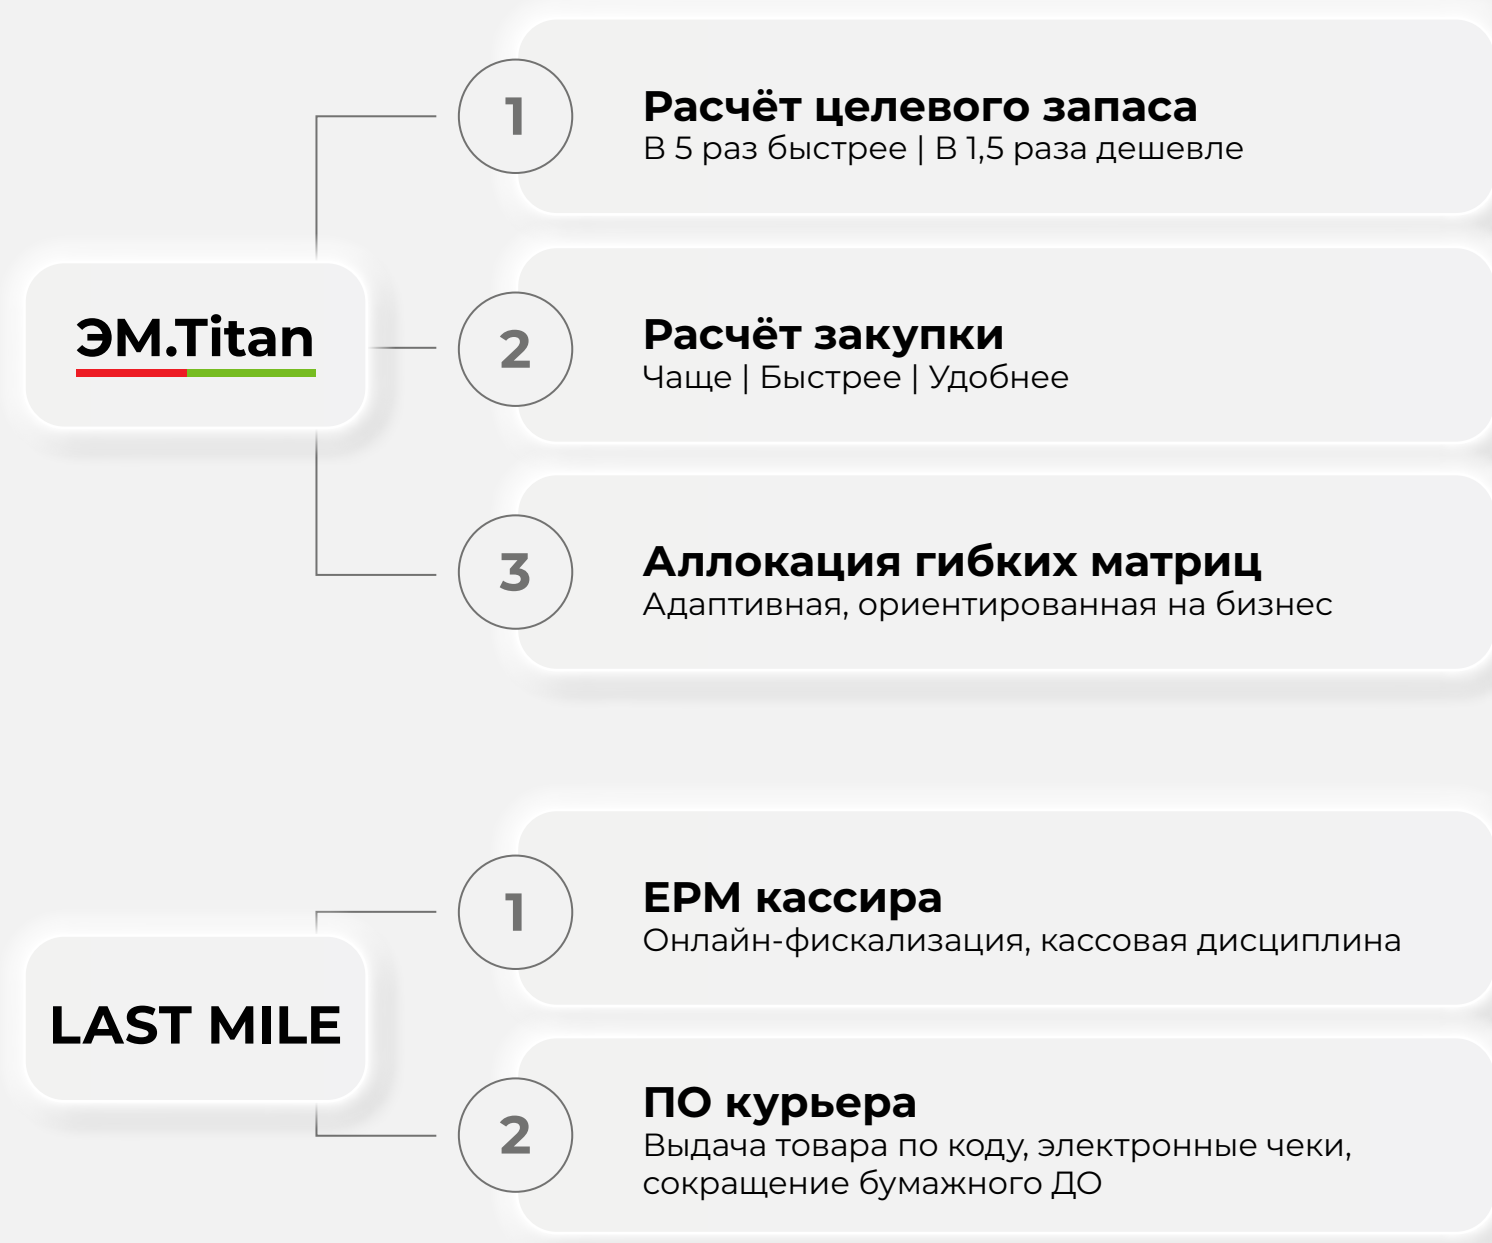 ЭМ.Titan
1
Расчёт целевого запаса
В 5 раз быстрее | В 1,5 раза дешевле
2
Расчёт закупки
Чаще | Быстрее | Удобнее
3
Аллокация гибких матриц
Адаптивная, ориентированная на бизнес
LAST MILE
1
ЕРМ кассира
Онлайн-фискализация, кассовая дисциплина
2
ПО курьера
Выдача товара по коду, электронные чеки,
сокращение бумажного ДО